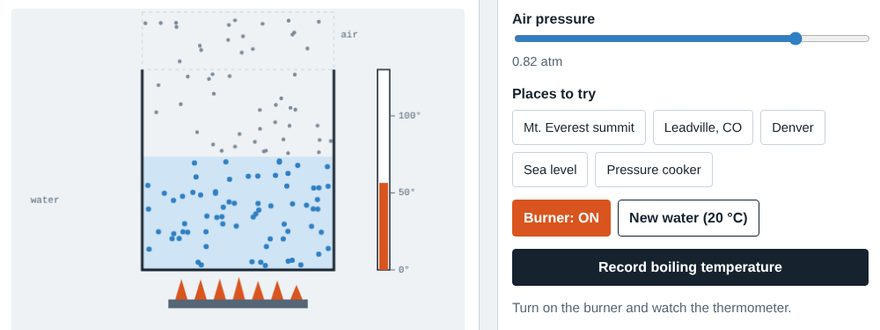 air
100°
50°
0°
water
Air pressure
0.82 atm
Places to try
Mt. Everest summit
Leadville, CO
Denver
Sea level
Pressure cooker
Burner: ON
New water (20 °C)
Record boiling temperature
Turn on the burner and watch the thermometer.